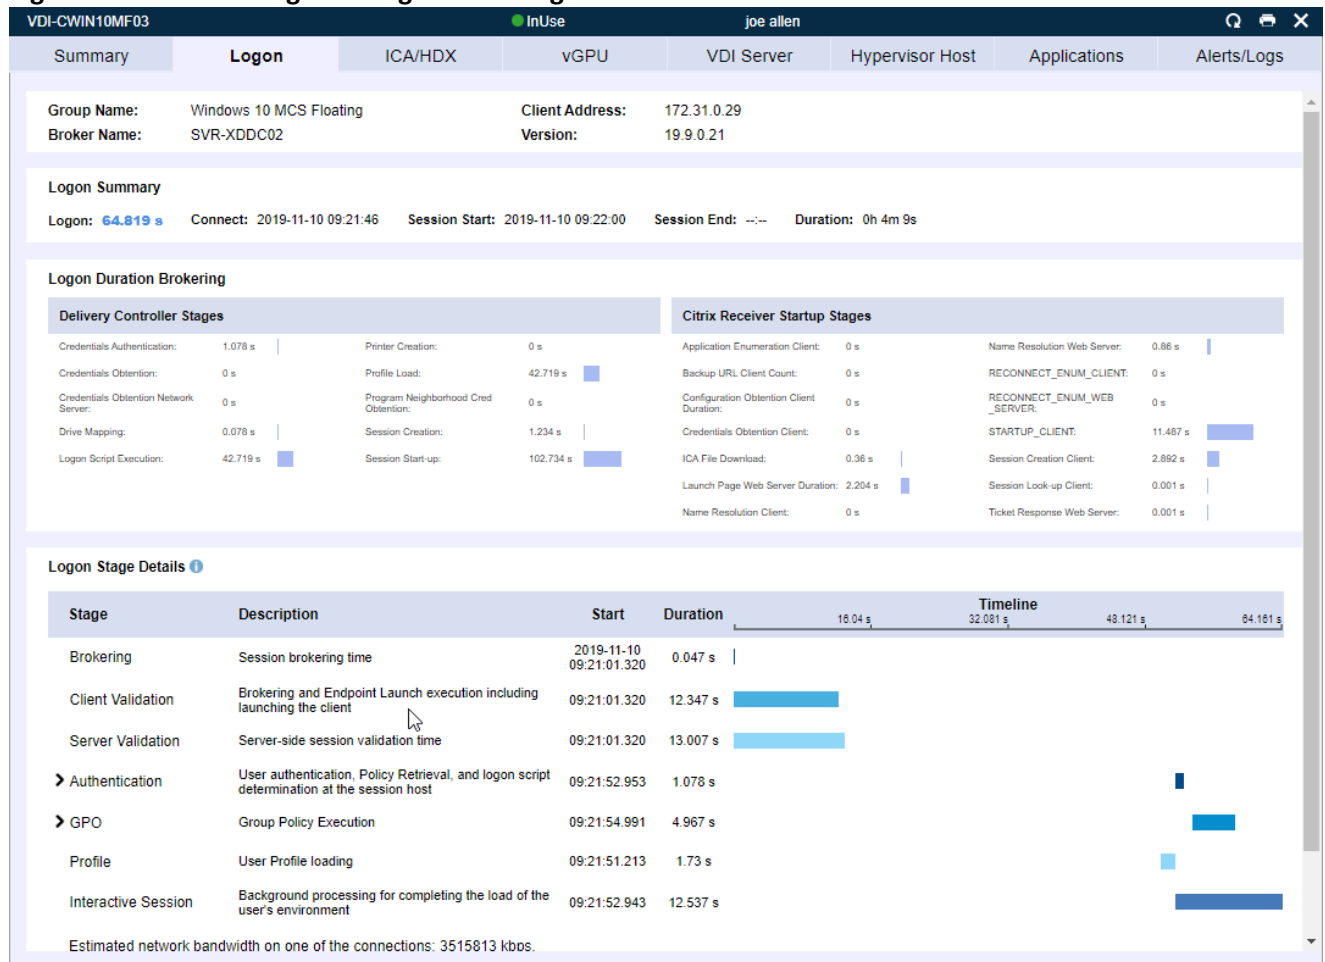 VDI-CWIN10MF03 InUse joe allen
Summary Logon ICA/HDX vGPU VDI Server Hypervisor Host Applications Alerts/Logs
Group Name: Windows 10 MCS Floating Client Address: 172.31.0.29
Broker Name: SVR-XDDC02 Version: 19.9.0.21
Logon Summary
Logon: 64.819 s Connect: 2019-11-10 09:21:46 Session Start: 2019-11-10 09:22:00 Session End: --:-- Duration: 0h 4m 9s
Logon Duration Brokering
Delivery Controller Stages
Credentials Authentication: 1.078 s Printer Creation: 0 s
Credentials Obtention: 0 s Profile Load: 42.719 s
Credentials Obtention Network Server: 0 s Program Neighborhood Cred Obtention: 0 s
Drive Mapping: 0.078 s Session Creation: 1.234 s
Logon Script Execution: 42.719 s Session Start-up: 102.734 s
Citrix Receiver Startup Stages
Application Enumeration Client: 0 s Name Resolution Web Server: 0.86 s
Backup URL Client Count: 0 s RECONNECT_ENUM_CLIENT: 0 s
Configuration Obtention Client Duration: 0 s RECONNECT_ENUM_WEB _SERVER: 0 s
Credentials Obtention Client: 0 s STARTUP_CLIENT: 11.487 s
ICA File Download: 0.36 s Session Creation Client: 2.892 s
Launch Page Web Server Duration: 2.204 s Session Look-up Client: 0.001 s
Name Resolution Client: 0 s Ticket Response Web Server: 0.001 s
Logon Stage Details
Stage Description Start Duration Timeline
16.04 s 32.081 s 48.121 s 64.161 s
Brokering Session brokering time 2019-11-10 09:21:01.320 0.047 s
Client Validation Brokering and Endpoint Launch execution including launching the client 09:21:01.320 12.347 s
Server Validation Server-side session validation time 09:21:01.320 13.007 s
Authentication User authentication, Policy Retrieval, and logon script determination at the session host 09:21:52.953 1.078 s
GPO Group Policy Execution 09:21:54.991 4.967 s
Profile User Profile loading 09:21:51.213 1.73 s
Interactive Session Background processing for completing the load of the user's environment 09:21:52.943 12.537 s
Estimated network bandwidth on one of the connections: 3515813 kbps.